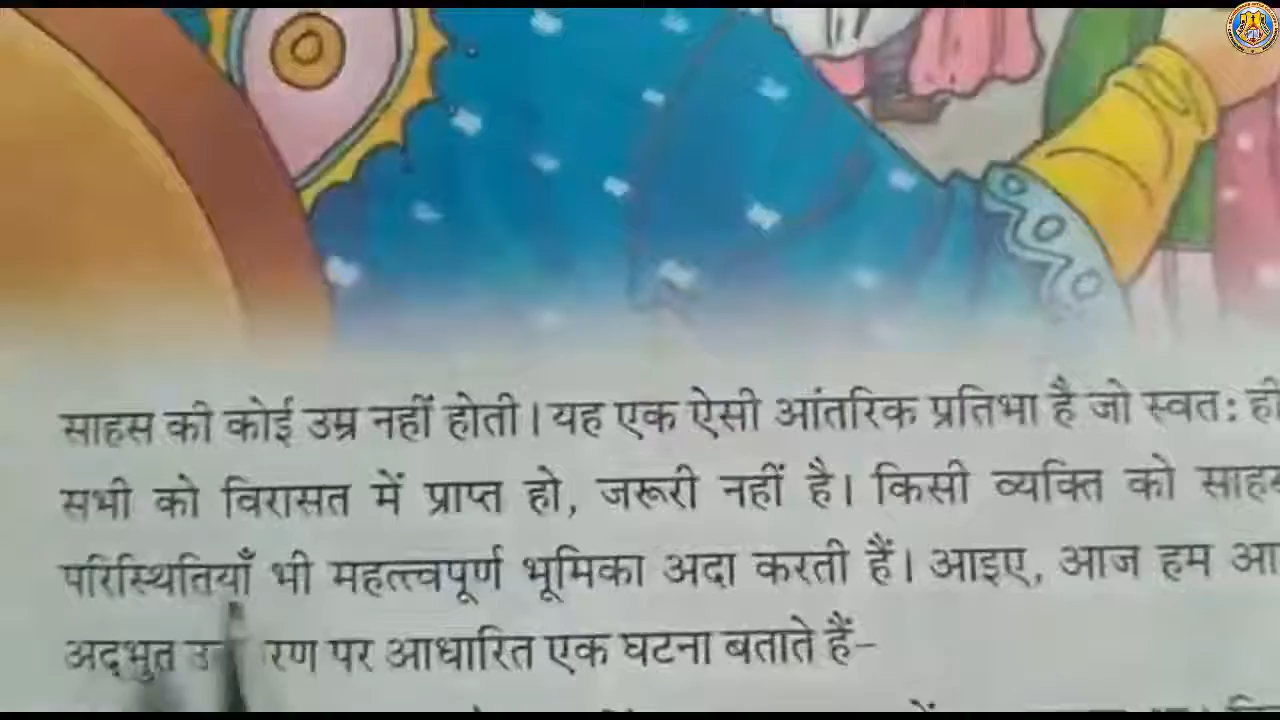 साहस की कोई उम्र नहीं होती। यह एक ऐसी आंतरिक प्रतिभा है जो स्वतः ही
सभी को विरासत में प्राप्त हो, जरूरी नहीं है। किसी व्यक्ति को
परिस्थितियाँ भी महत्त्वपूर्ण भूमिका अदा करती हैं। आइए, आज हम
अद्भुत पर आधारित एक घटना बताते हैं-